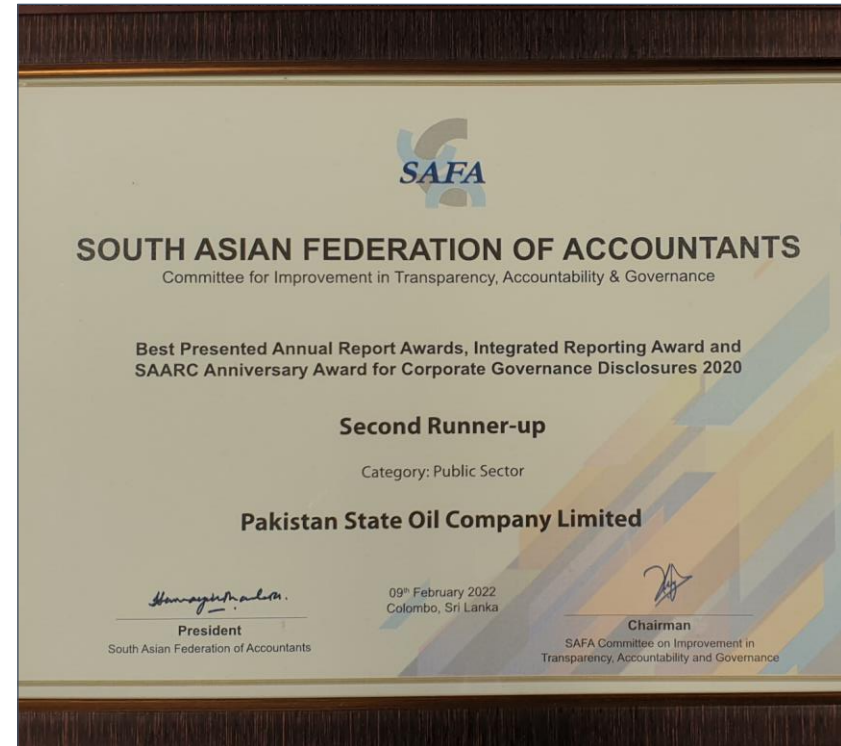 SAFA
SOUTH ASIAN FEDERATION OF ACCOUNTANTS
Committee for Improvement in Transparency, Accountability & Governance
Best Presented Annual Report Awards, Integrated Reporting Award and
SAARC Anniversary Award for Corporate Governance Disclosures 2020
Second Runner-up
Category: Public Sector
Pakistan State Oil Company Limited
09th February 2022
Colombo, Sri Lanka
President
South Asian Federation of Accountants
Chairman
SAFA Committee on Improvement in
Transparency, Accountability and Governance